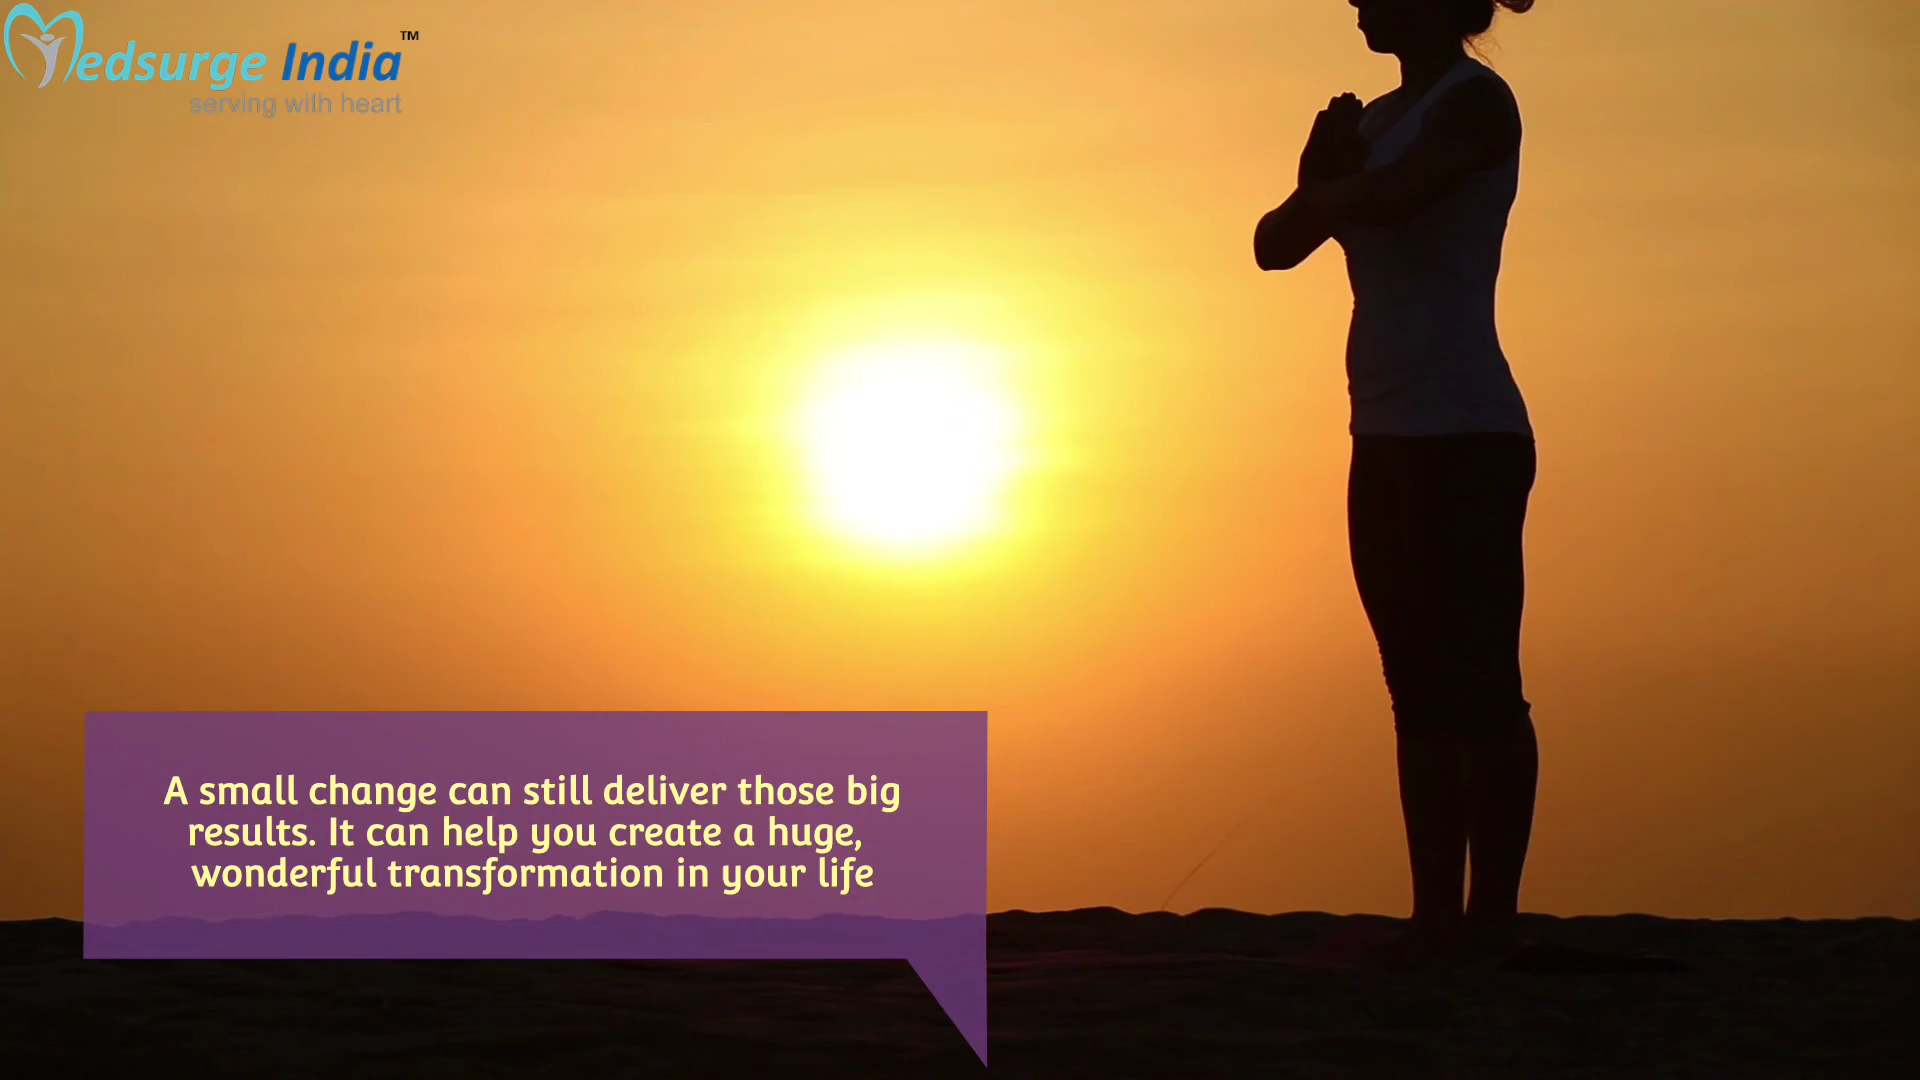 Medsurge India™
serving with heart
A small change can still deliver those big
results. It can help you create a huge,
wonderful transformation in your life